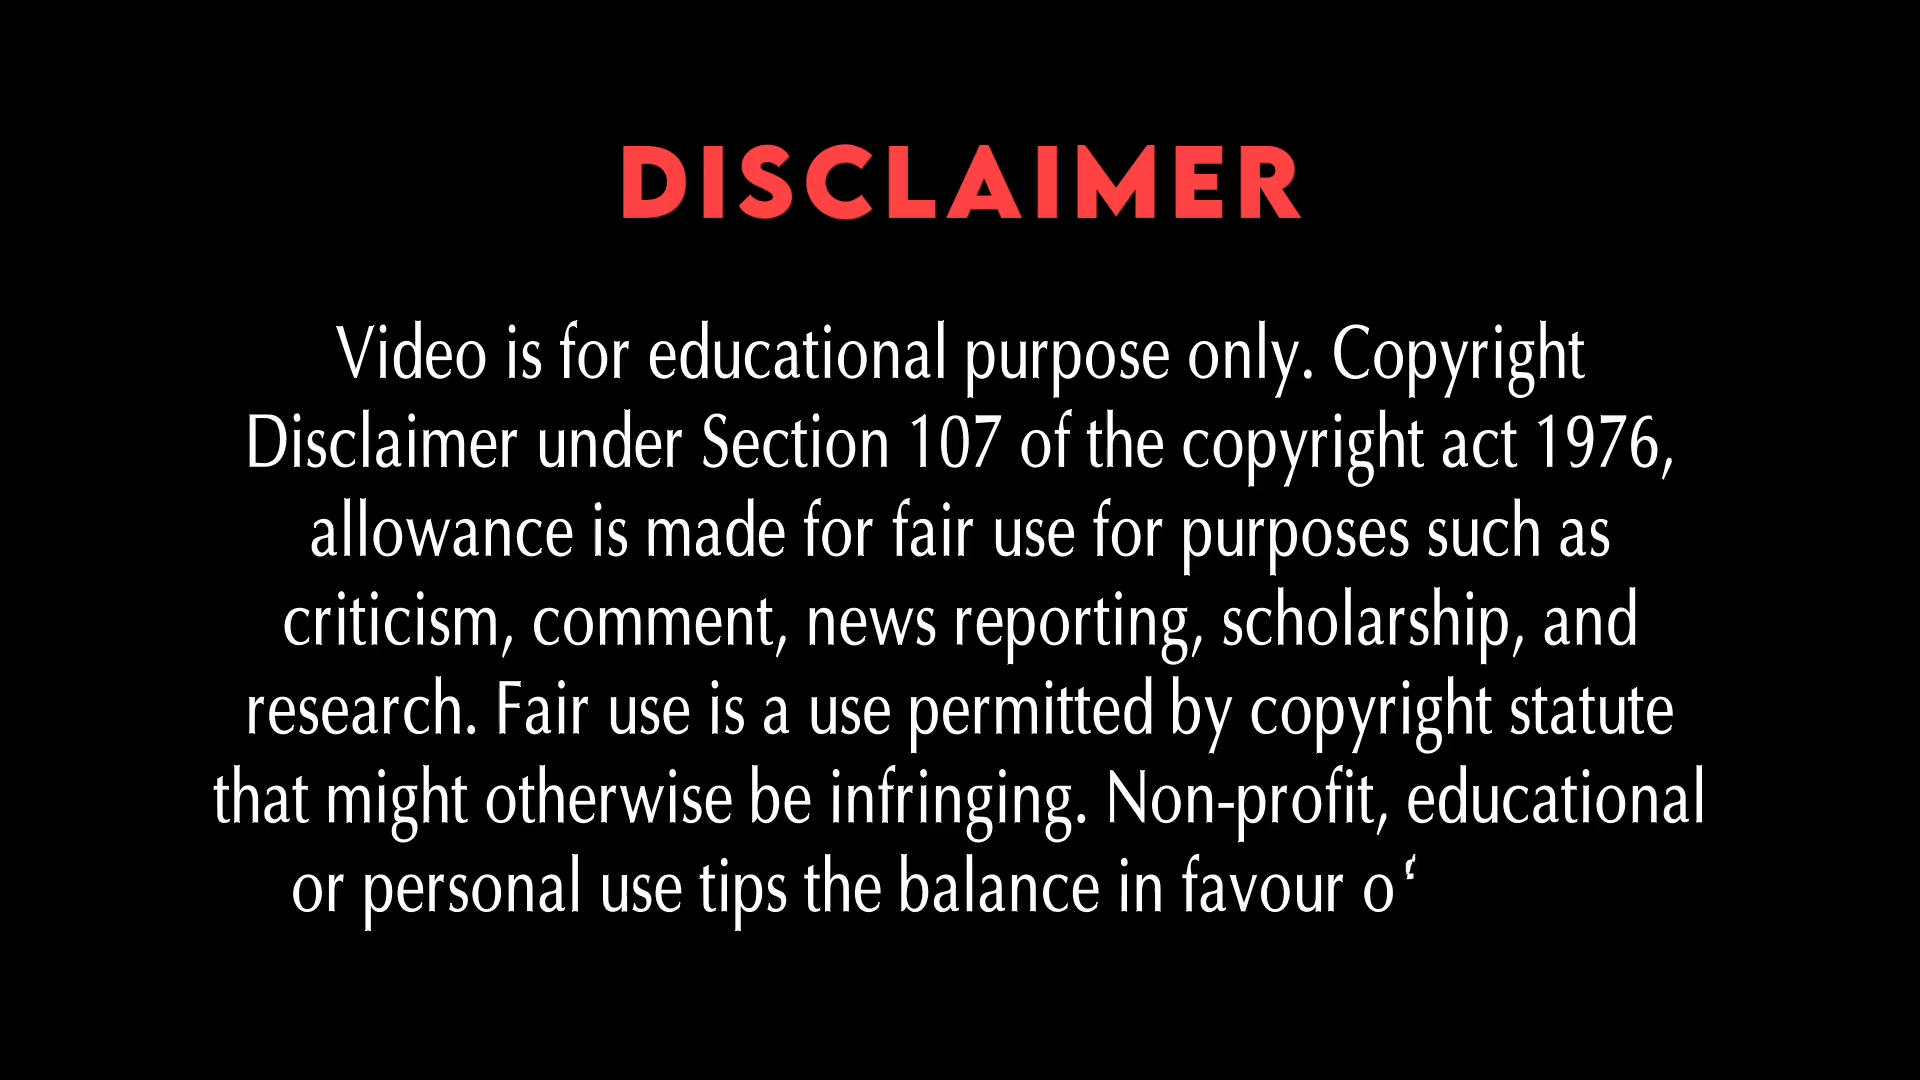 DISCLAIMER
Video is for educational purpose only. Copyright
Disclaimer under Section 107 of the copyright act 1976,
allowance is made for fair use for purposes such as
criticism, comment, news reporting, scholarship, and
research. Fair use is a use permitted by copyright statute
that might otherwise be infringing. Non-profit, educational
or personal use tips the balance in favour